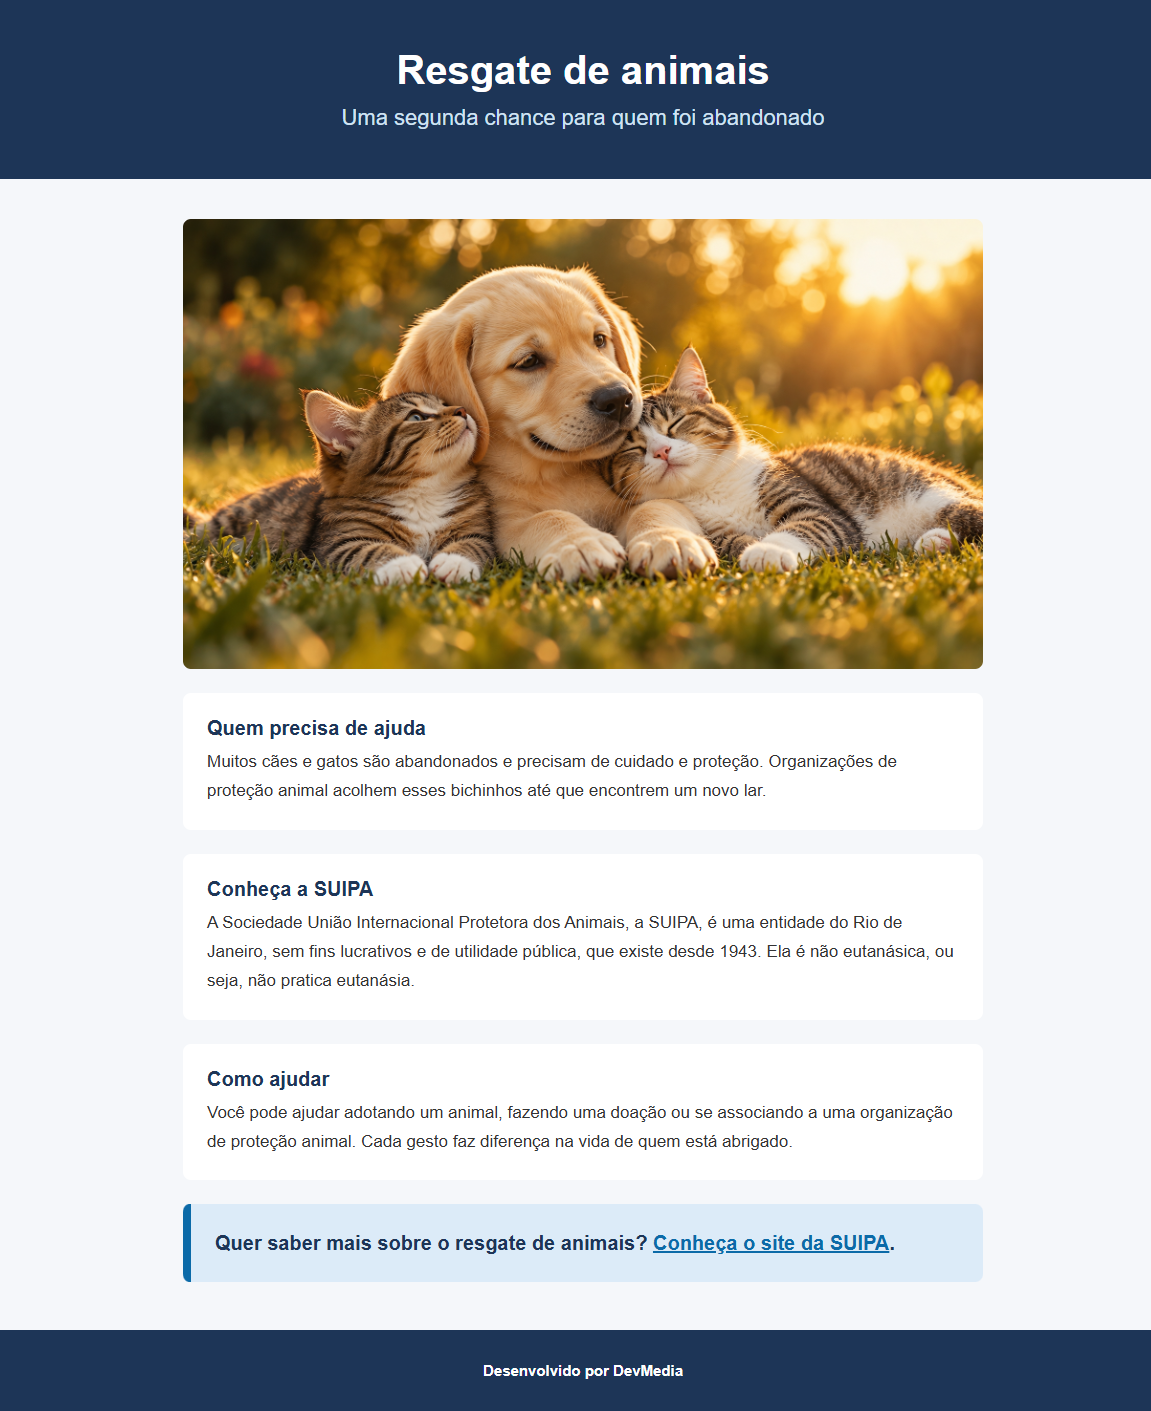 Resgate de animais
Uma segunda chance para quem foi abandonado
Quem precisa de ajuda
Muitos cães e gatos são abandonados e precisam de cuidado e proteção. Organizações de
proteção animal acolhem esses bichinhos até que encontrem um novo lar.
Conheça a SUIPA
A Sociedade União Internacional Protetora dos Animais, a SUIPA, é uma entidade do Rio de
Janeiro, sem fins lucrativos e de utilidade pública, que existe desde 1943. Ela é não eutanásica, ou
seja, não pratica eutanásia.
Como ajudar
Você pode ajudar adotando um animal, fazendo uma doação ou se associando a uma organização
de proteção animal. Cada gesto faz diferença na vida de quem está abrigado.
Quer saber mais sobre o resgate de animais? Conheça o site da SUIPA.
Desenvolvido por DevMedia